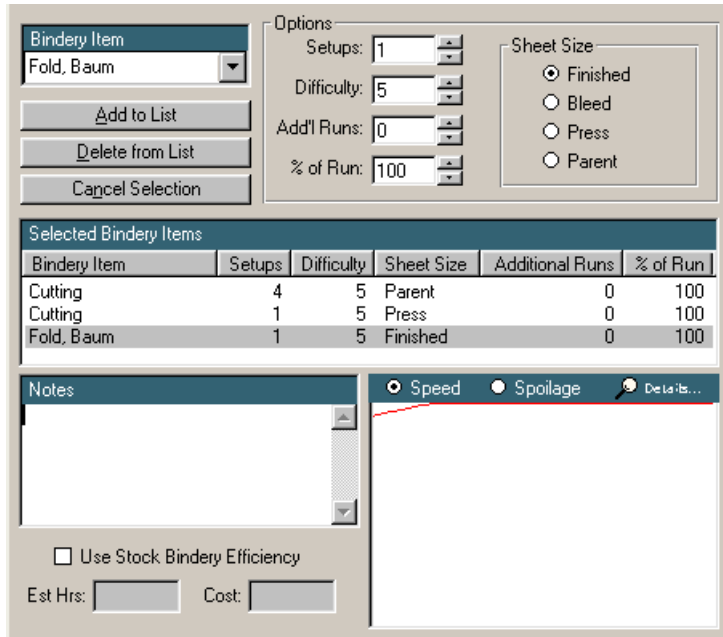 Bindery Item
Fold, Baum
Add to List
Delete from List
Cancel Selection
Options
Setups: 1
Difficulty: 5
Add'l Runs: 0
% of Run: 100
Sheet Size
Finished
Bleed
Press
Parent
Selected Bindery Items
Bindery Item Setups Difficulty Sheet Size Additional Runs % of Run
Cutting 4 5 Parent 0 100
Cutting 1 5 Press 0 100
Fold, Baum 1 5 Finished 0 100
Notes
Speed Spoilage Details...
Use Stock Bindery Efficiency
Est Hrs: Cost: